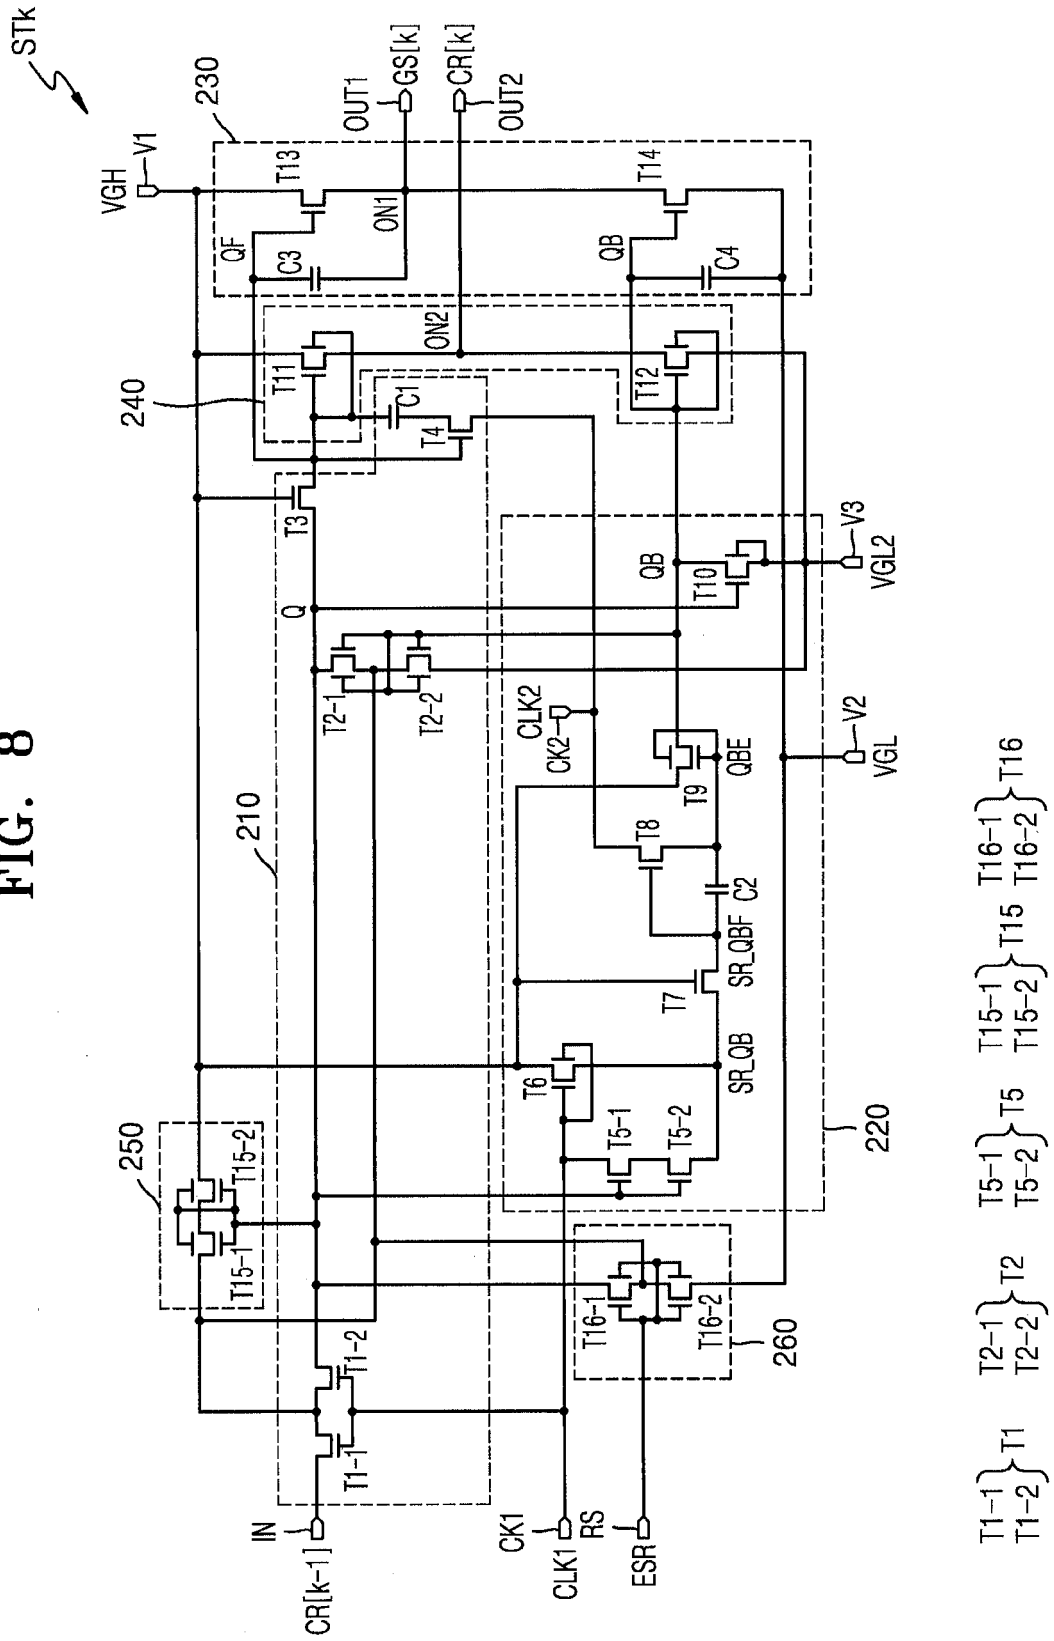 FIG. 8
STk
VGH
V1
230
OUT1
GS[k]
CR[k]
OUT2
T13
QF
C3
ON1
T14
QB
C4
240
T11
ON2
T12
C1
T4
T3
Q
QB
T10
V3
VGL2
T2-1
T2-2
210
CLK2
CK2
T9
QBE
V2
VGL
T8
C2
SR_QBF
T7
SR_QB
T6
T5-1
T5-2
220
250
T15-2
T15-1
T16-1
T16-2
260
T1-2
T1-1
IN
CR[k-1]
CK1
CLK1
RS
ESR
T1-1
T1-2
T1
T2-1
T2-2
T2
T5-1
T5-2
T5
T15-1
T15-2
T15
T16-1
T16-2
T16